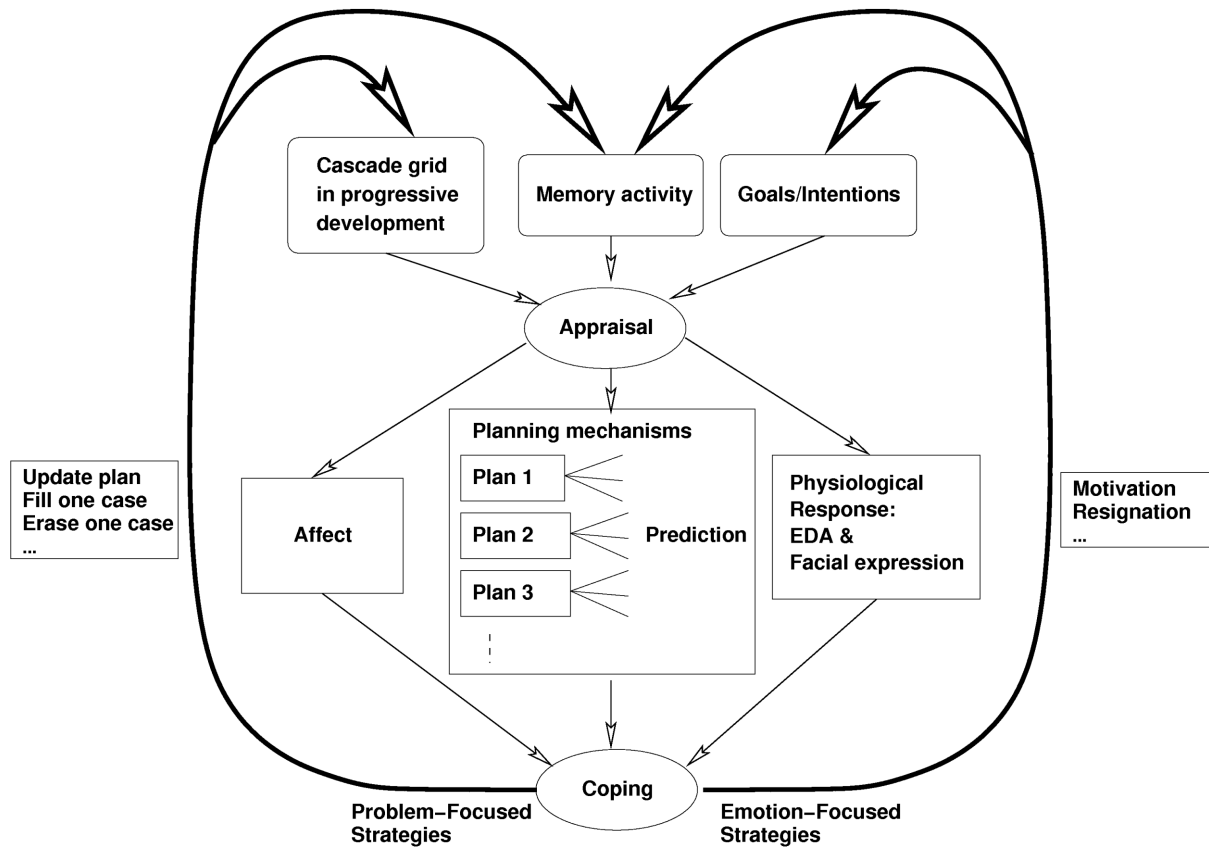 Cascade grid
in progressive
development
Memory activity
Goals/Intentions
Appraisal
Planning mechanisms
Plan 1
Plan 2
Plan 3
Prediction
Update plan
Fill one case
Erase one case
...
Affect
Physiological
Response:
EDA &
Facial expression
Motivation
Resignation
...
Coping
Problem−Focused
Strategies
Emotion−Focused
Strategies